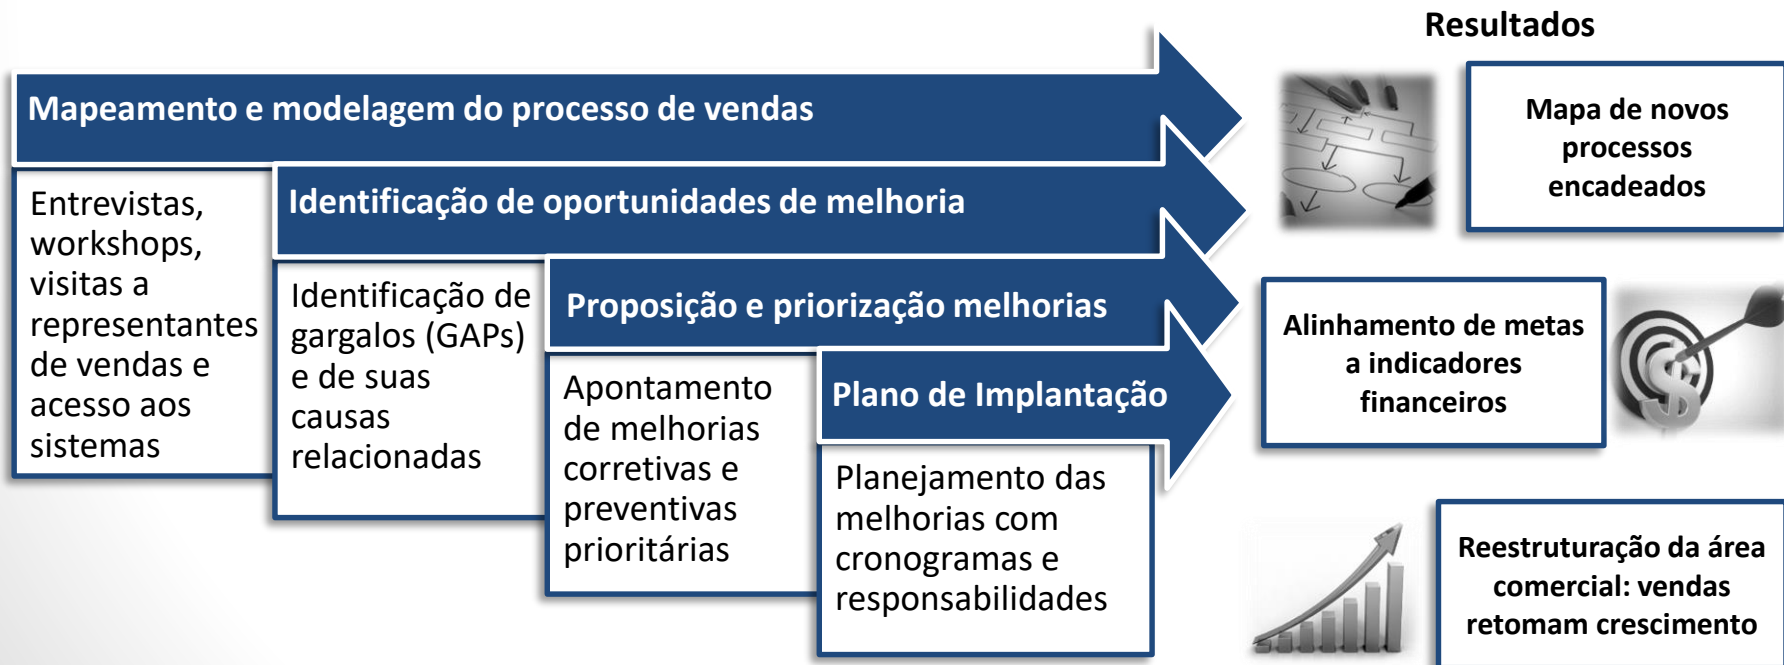 Resultados
Mapeamento e modelagem do processo de vendas
Entrevistas,
workshops,
visitas a
representantes
de vendas e
acesso aos
sistemas
Identificação de oportunidades de melhoria
Identificação de
gargalos (GAPs)
e de suas
causas
relacionadas
Proposição e priorização melhorias
Apontamento
de melhorias
corretivas e
preventivas
prioritárias
Plano de Implantação
Planejamento das
melhorias com
cronogramas e
responsabilidades
Mapa de novos
processos
encadeados
Alinhamento de metas
a indicadores
financeiros
$
Reestruturação da área
comercial: vendas
retomam crescimento